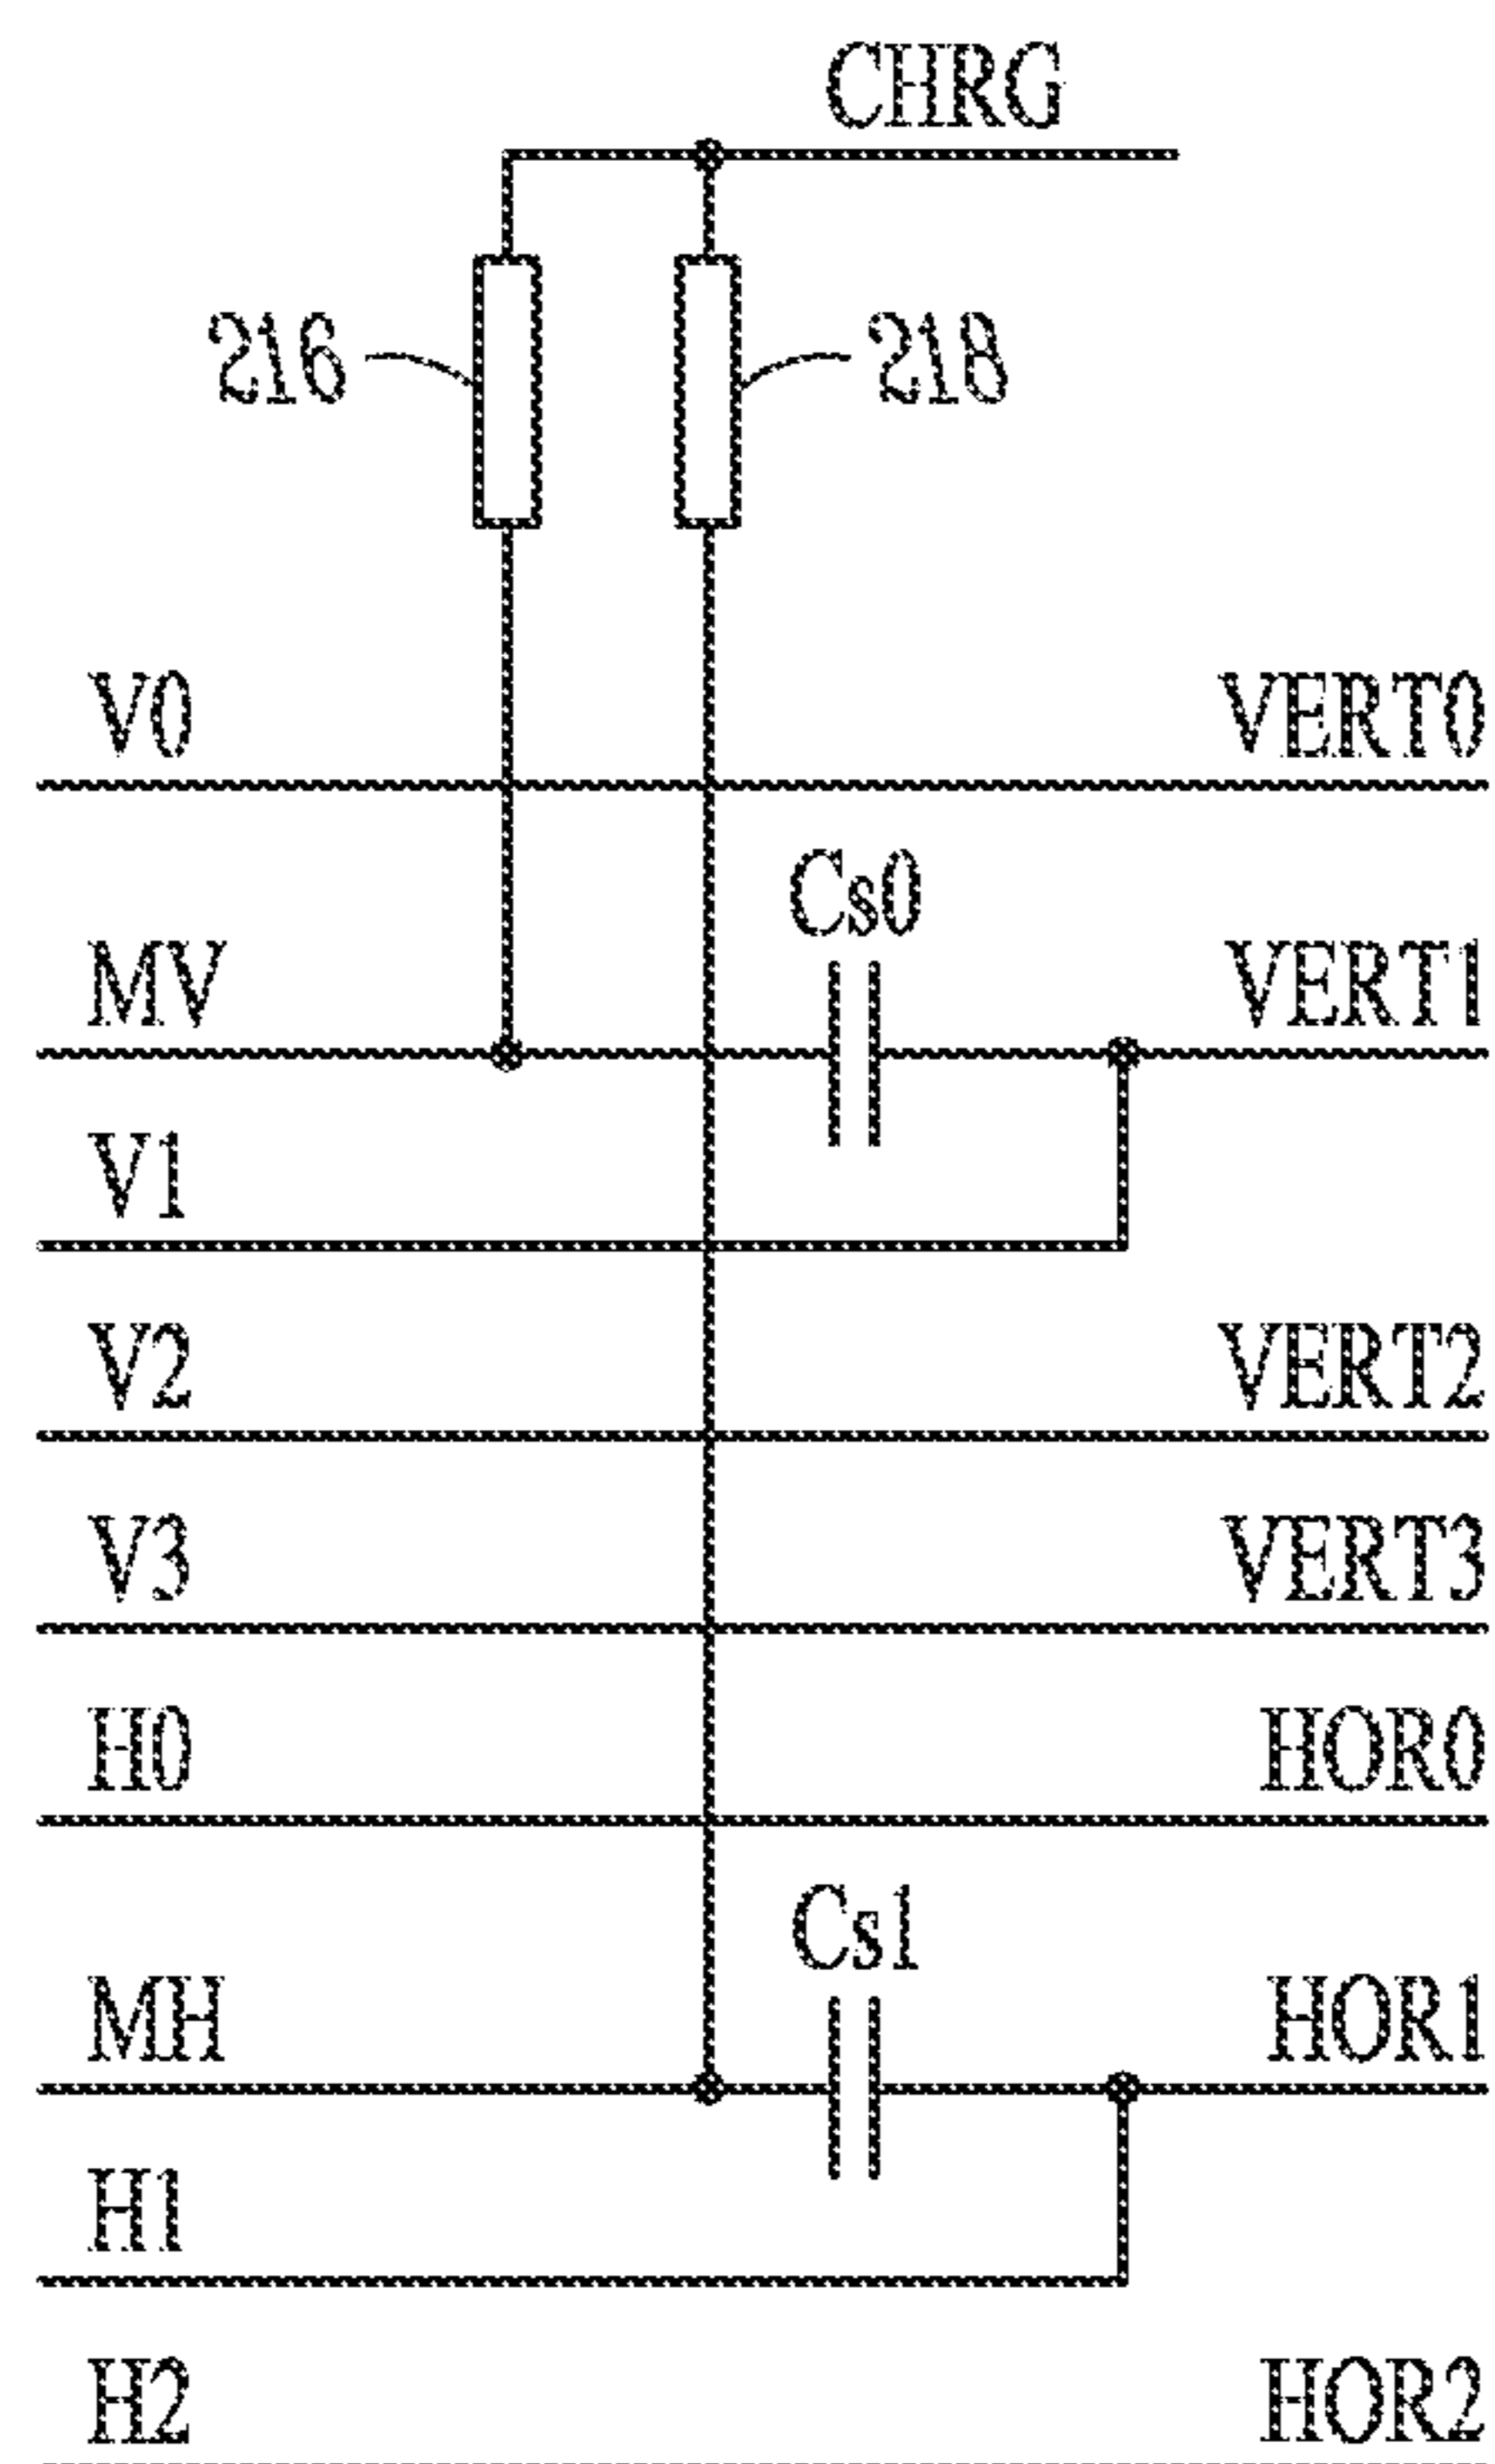 CHRG
216 218
V0 VERT0
Cs0
MV VERT1
V1
V2 VERT2
V3 VERT3
H0 HOR0
Cs1
MH HOR1
H1
H2 HOR2